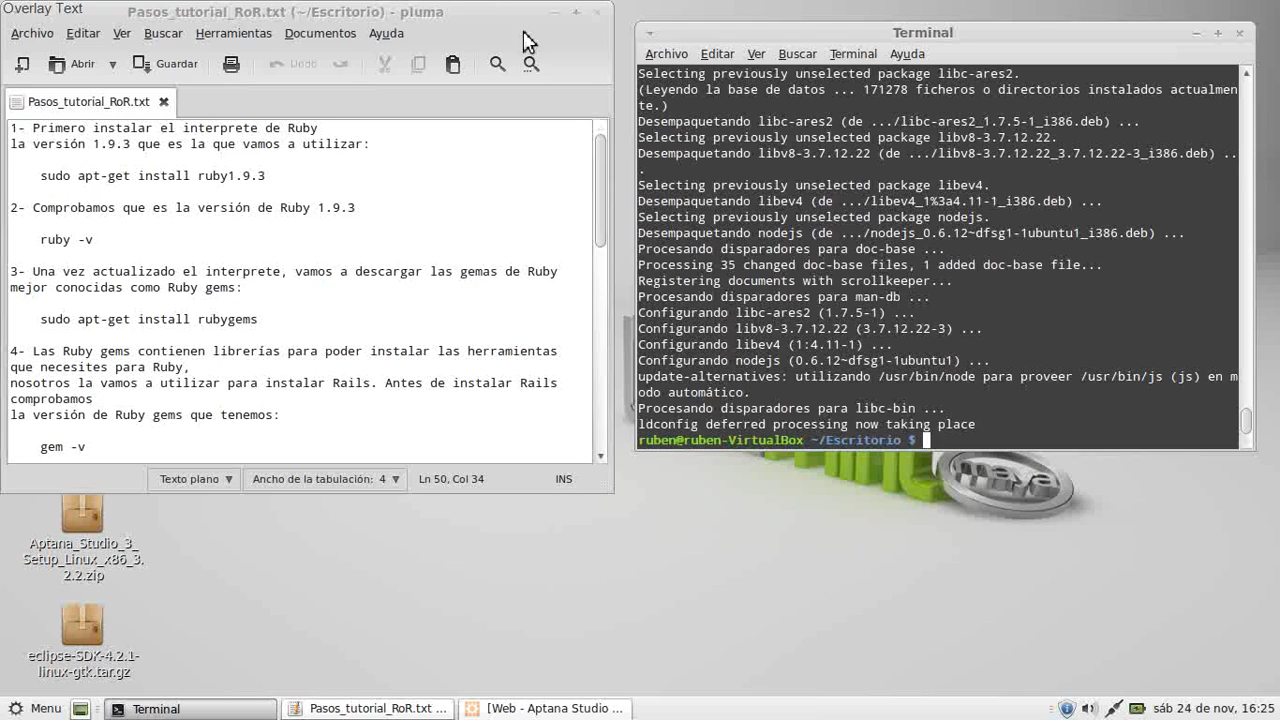 Overlay Text
Pasos_tutorial_RoR.txt (~/Escritorio) - pluma
Archivo Editar Ver Buscar Herramientas Documentos Ayuda
Abrir Guardar Undo
Pasos_tutorial_RoR.txt
1- Primero instalar el interprete de Ruby
la versión 1.9.3 que es la que vamos a utilizar:
sudo apt-get install ruby1.9.3
2- Comprobamos que es la versión de Ruby 1.9.3
ruby -v
3- Una vez actualizado el interprete, vamos a descargar las gemas de Ruby
mejor conocidas como Ruby gems:
sudo apt-get install rubygems
4- Las Ruby gems contienen librerías para poder instalar las herramientas
que necesites para Ruby,
nosotros la vamos a utilizar para instalar Rails. Antes de instalar Rails
comprobamos
la versión de Ruby gems que tenemos:
gem -v
Texto plano Ancho de la tabulación: 4 Ln 50, Col 34 INS
Terminal
Archivo Editar Ver Buscar Terminal Ayuda
Selecting previously unselected package libc-ares2.
(Leyendo la base de datos ... 171278 ficheros o directorios instalados actualmen
te.)
Desempaquetando libc-ares2 (de .../libc-ares2_1.7.5-1_i386.deb) ...
Selecting previously unselected package libv8-3.7.12.22.
Desempaquetando libv8-3.7.12.22 (de .../libv8-3.7.12.22_3.7.12.22-3_i386.deb) ..
.
Selecting previously unselected package libev4.
Desempaquetando libev4 (de .../libev4_1%3a4.11-1_i386.deb) ...
Selecting previously unselected package nodejs.
Desempaquetando nodejs (de .../nodejs_0.6.12~dfsg1-1ubuntu1_i386.deb) ...
Procesando disparadores para doc-base ...
Processing 35 changed doc-base files, 1 added doc-base file...
Registering documents with scrollkeeper...
Procesando disparadores para man-db ...
Configurando libc-ares2 (1.7.5-1) ...
Configurando libv8-3.7.12.22 (3.7.12.22-3) ...
Configurando libev4 (1:4.11-1) ...
Configurando nodejs (0.6.12~dfsg1-1ubuntu1) ...
update-alternatives: utilizando /usr/bin/node para proveer /usr/bin/js (js) en m
odo automático.
Procesando disparadores para libc-bin ...
ldconfig deferred processing now taking place
ruben@ruben-VirtualBox ~/Escritorio $
maya
Aptana_Studio_3_
Setup_Linux_x86_3.
2.2.zip
eclipse-SDK-4.2.1-
linux-gtk.tar.gz
Menu Terminal Pasos_tutorial_RoR.txt ... [Web - Aptana Studio ... sáb 24 de nov, 16:25